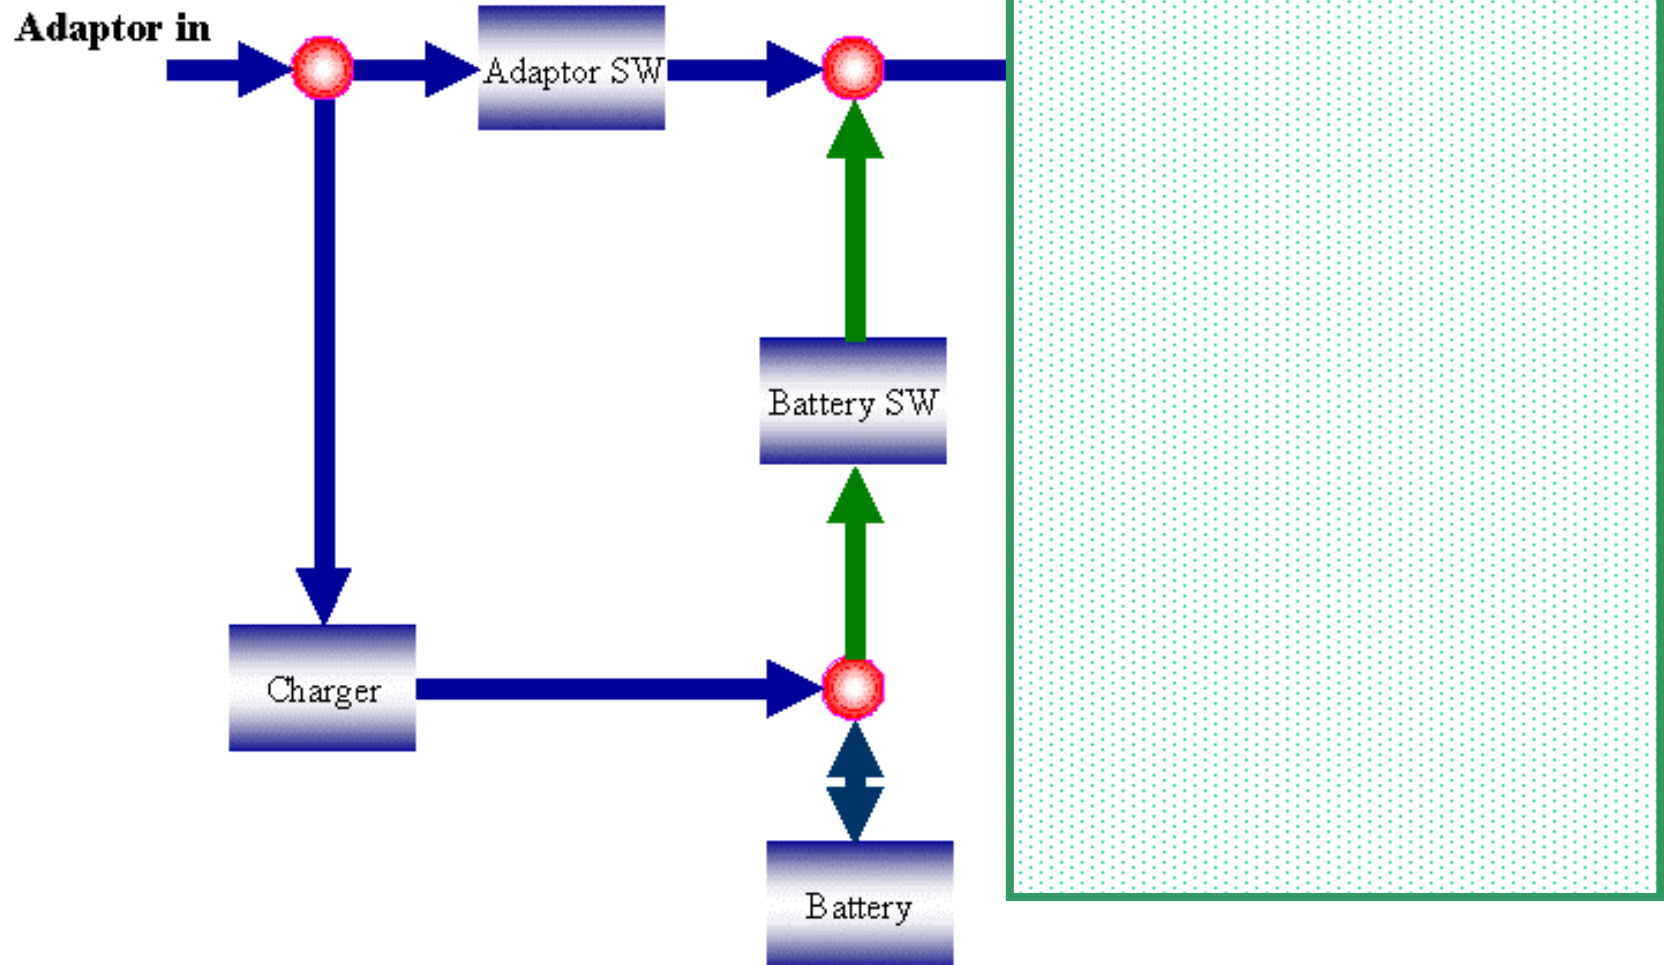 Adaptor in
Adaptor SW
Battery SW
Charger
Battery